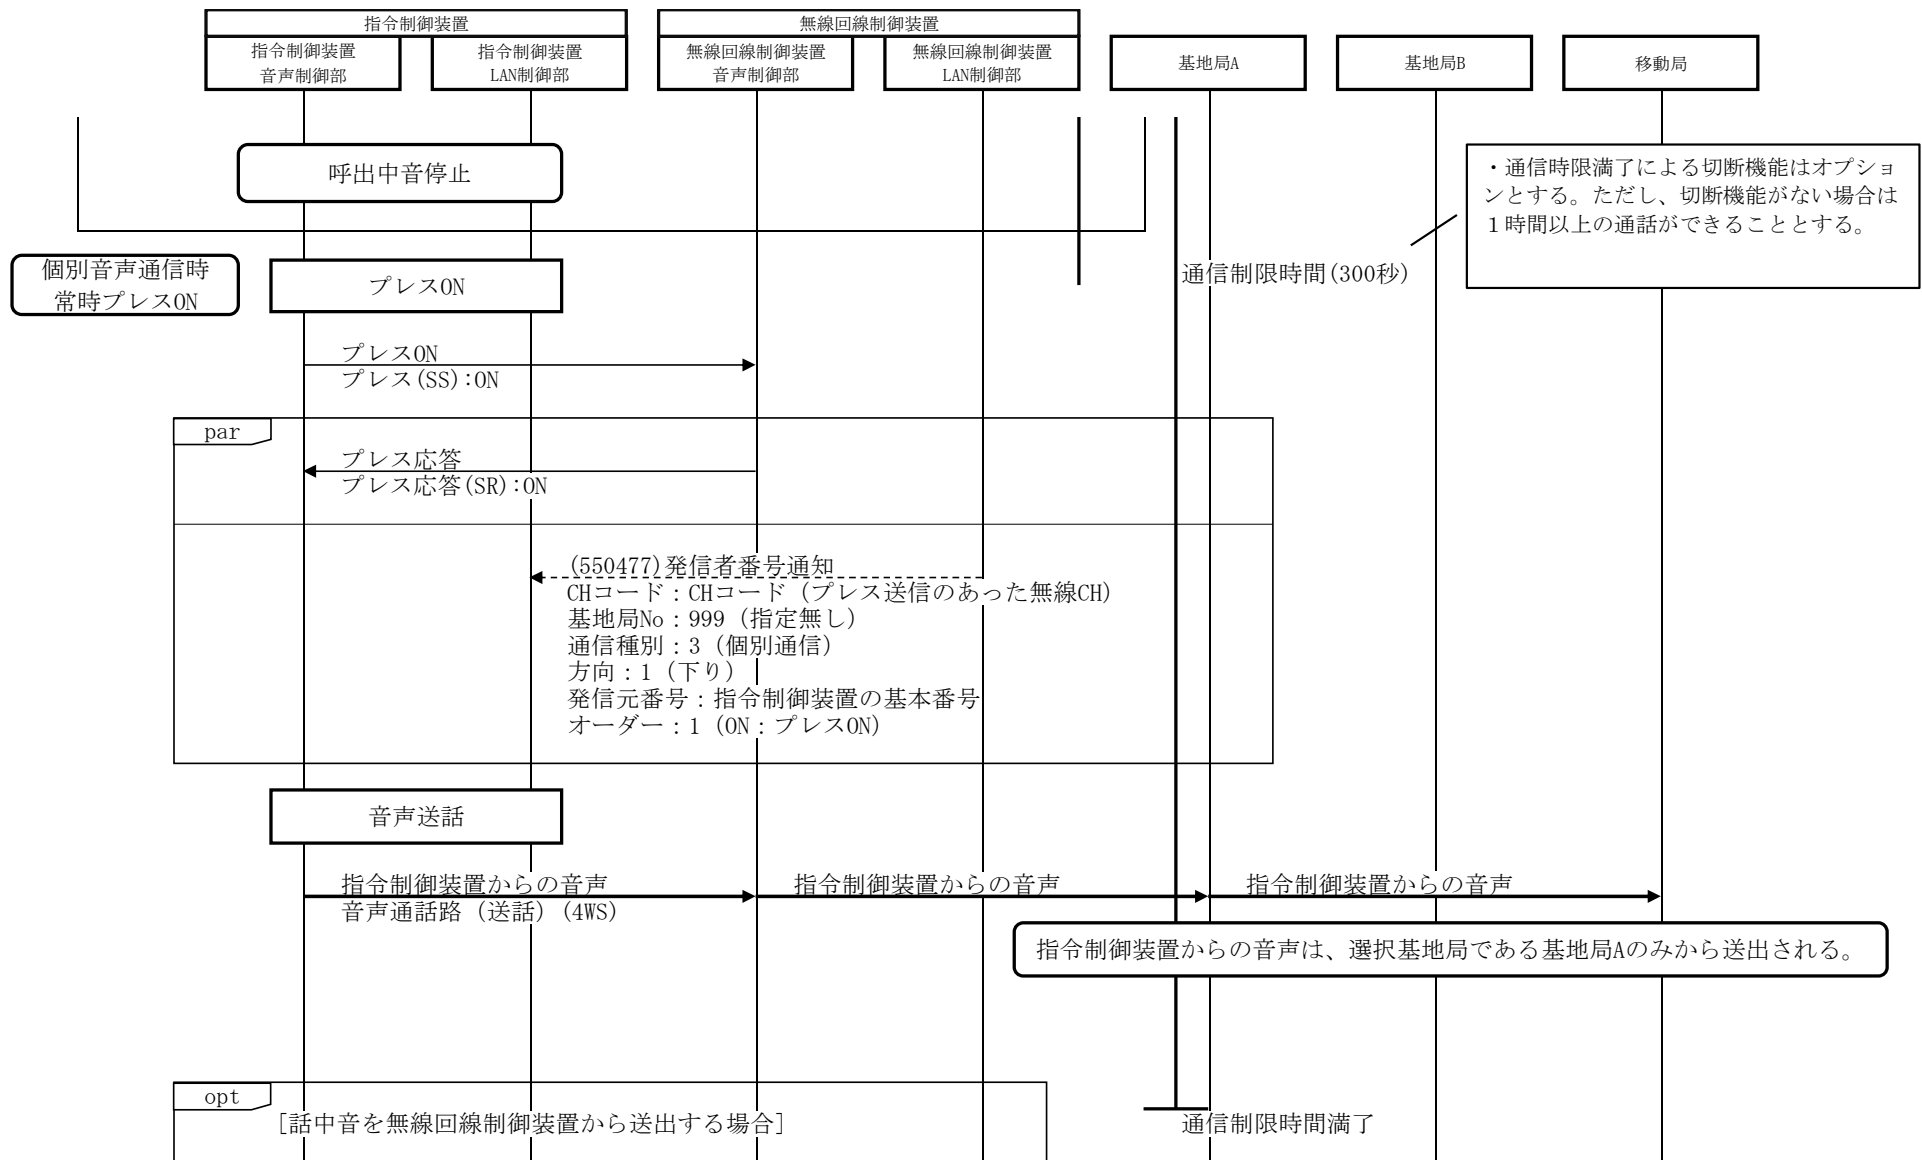 指令制御装置
無線回線制御装置
指令制御装置
音声制御部
指令制御装置
LAN制御部
無線回線制御装置
音声制御部
無線回線制御装置
LAN制御部
基地局A
基地局B
移動局
呼出中音停止
・通信時限満了による切断機能はオプショ
ンとする。ただし、切断機能がない場合は
１時間以上の通話ができることとする。
個別音声通信時
常時プレスON
プレスON
通信制限時間(300秒)
プレスON
プレス(SS):ON
par
プレス応答
プレス応答(SR):ON
(550477)発信者番号通知
CHコード：CHコード（プレス送信のあった無線CH）
基地局No：999（指定無し）
通信種別：3（個別通信）
方向：1（下り）
発信元番号：指令制御装置の基本番号
オーダー：1（ON：プレスON）
音声送話
指令制御装置からの音声
音声通話路（送話）(4WS)
指令制御装置からの音声
指令制御装置からの音声
指令制御装置からの音声は、選択基地局である基地局Aのみから送出される。
opt
[話中音を無線回線制御装置から送出する場合]
通信制限時間満了